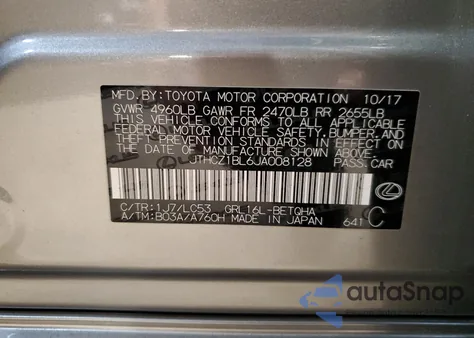 MFD.BY:TOYOTA MOTOR CORPORATION 10/17
GVWR 4960LB GAWR FR 2470LB RR 2655LB
THIS VEHICLE CONFORMS TO ALL APPLICABLE
FEDERAL MOTOR VEHICLE SAFETY, BUMPER, AND
THEFT PREVENTION STANDARDS IN EFFECT ON
THE DATE OF MANUFACTURE SHOWN ABOVE.
JTHCZ1BL6JA008128 PASS.CAR
C/TR:1J7/LC53 GRL16L-BETQHA C
A/TM:B03A/A760H MADE IN JAPAN 641
autoSnap